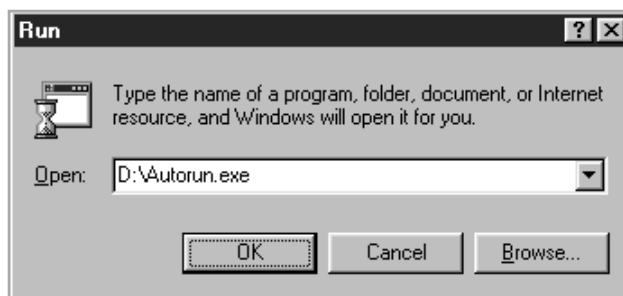 Run
Type the name of a program, folder, document, or Internet
resource, and Windows will open it for you.
Open: D:\Autorun.exe
OK Cancel Browse...